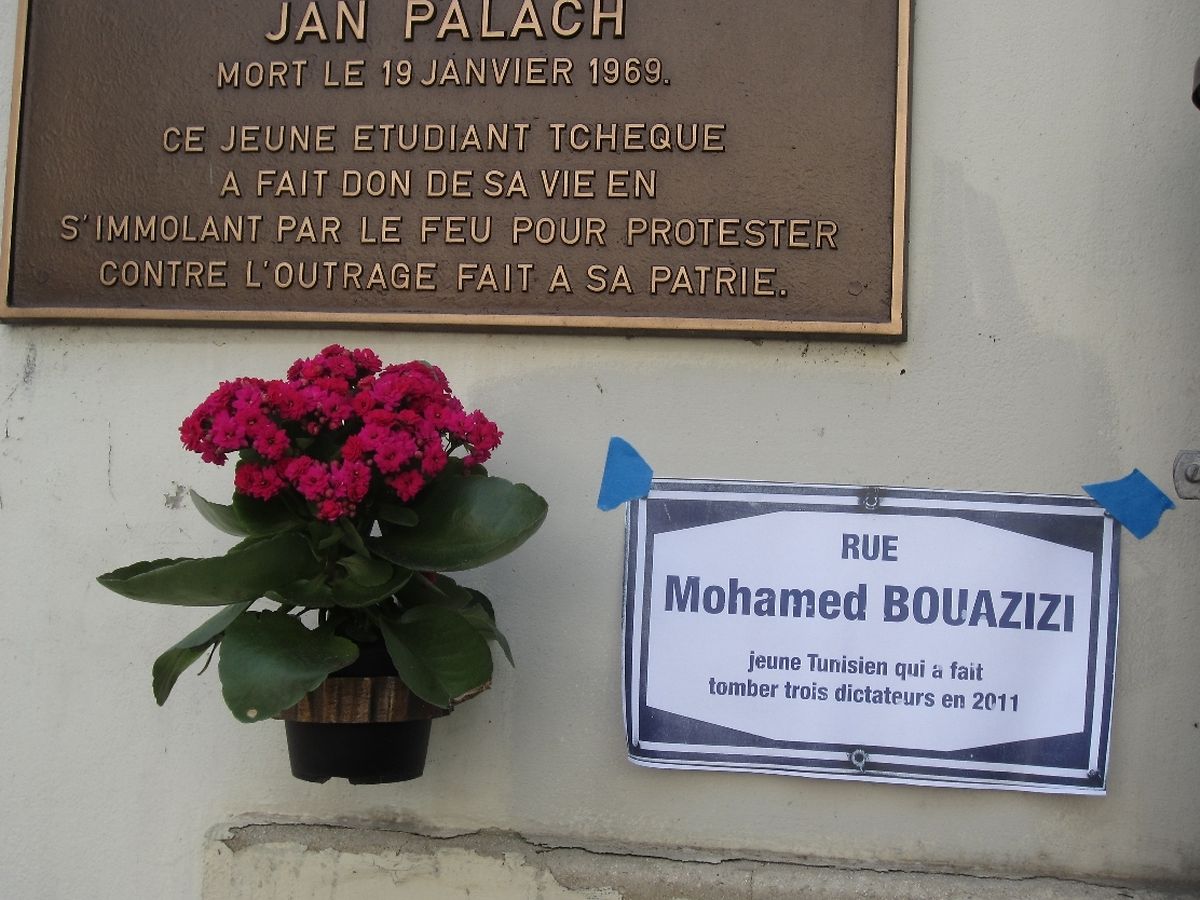 JAN PALACH
MORT LE 19 JANVIER 1969.
CE JEUNE ETUDIANT TCHEQUE
A FAIT DON DE SA VIE EN
S'IMMOLANT PAR LE FEU POUR PROTESTER
CONTRE L'OUTRAGE FAIT A SA PATRIE.
RUE
Mohamed BOUAZIZI
jeune Tunisien qui a fait
tomber trois dictateurs en 2011